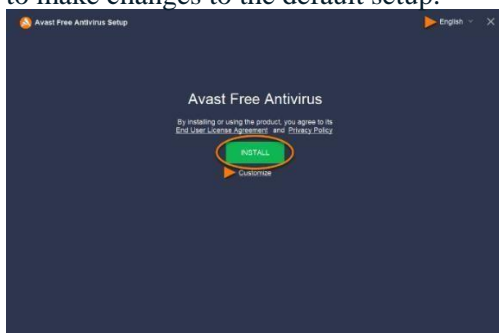 to make changes to the default setup.
Avast Free Antivirus Setup
English
Avast Free Antivirus
By installing or using the product, you agree to its
End User License Agreement and Privacy Policy
INSTALL
Customize